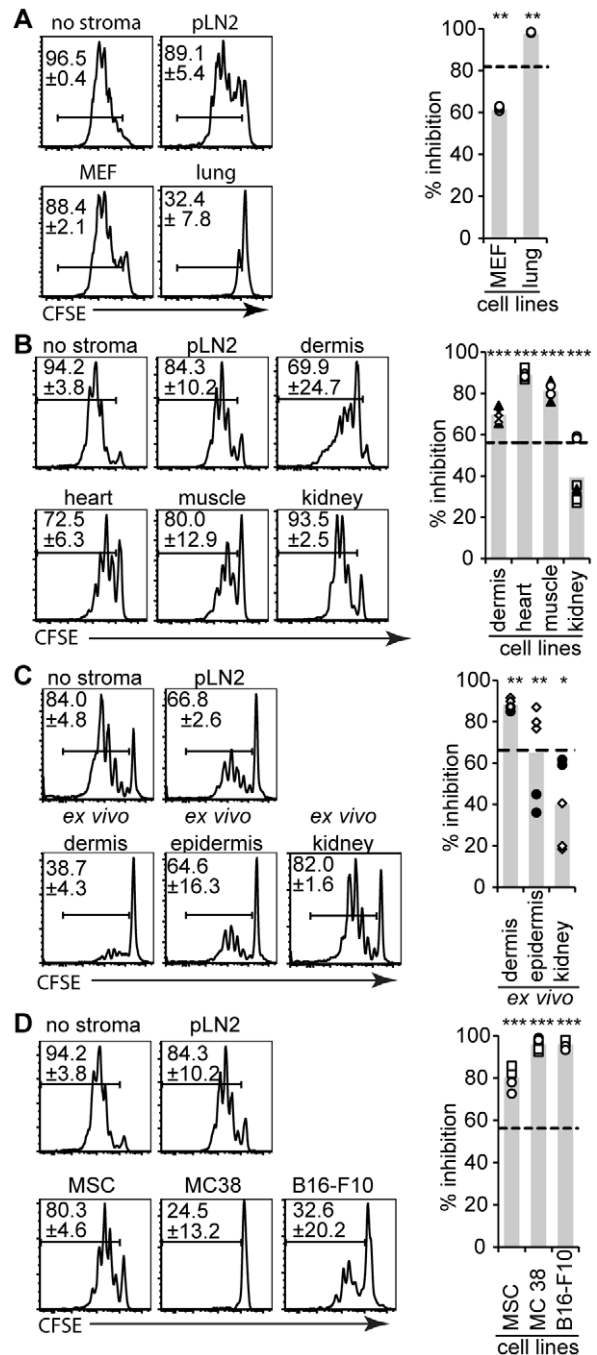 A
no stroma pLN2
96.5
±0.4
89.1
±5.4
MEF lung
88.4
±2.1
32.4
± 7.8
CFSE
** **
100
80
60
40
20
0
% inhibition
MEF
lung
cell lines
B
no stroma pLN2 dermis
94.2
±3.8
84.3
±10.2
69.9
±24.7
heart muscle kidney
72.5
±6.3
80.0
±12.9
93.5
±2.5
CFSE
100
*** *** *** ***
80
60
40
20
0
% inhibition
dermis
heart
muscle
kidney
cell lines
C
no stroma pLN2
84.0
±4.8
66.8
±2.6
ex vivo ex vivo ex vivo
dermis epidermis kidney
38.7
±4.3
64.6
±16.3
82.0
±1.6
CFSE
100
** ** *
80
60
40
20
0
% inhibition
dermis
epidermis
kidney
ex vivo
D
no stroma pLN2
94.2
±3.8
84.3
±10.2
MSC MC38 B16-F10
80.3
±4.6
24.5
±13.2
32.6
±20.2
CFSE
*** *** ***
100
80
60
40
20
0
% inhibition
MSC
MC 38
B16-F10
cell lines